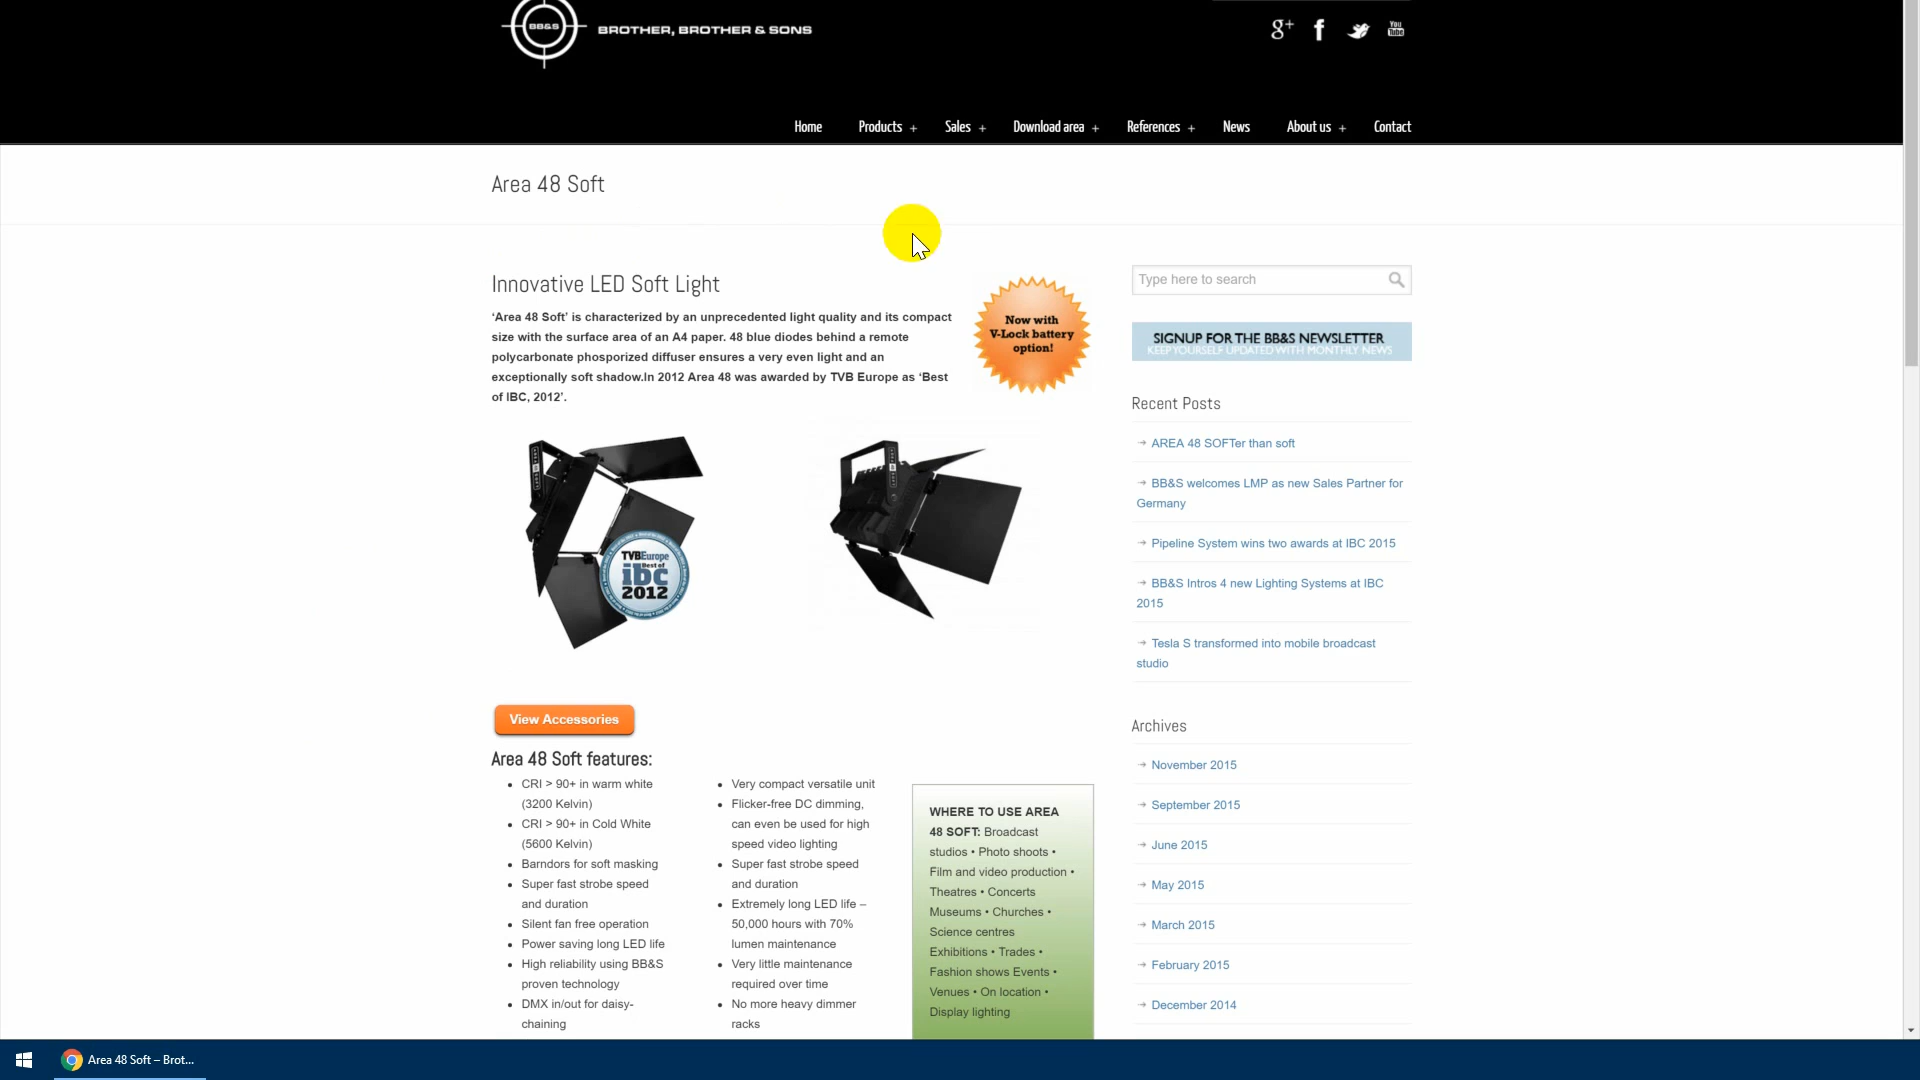 BB&S
BROTHER, BROTHER & SONS
g+ f You Tube
Home Products + Sales + Download area + References + News About us + Contact
Area 48 Soft
Innovative LED Soft Light
‘Area 48 Soft’ is characterized by an unprecedented light quality and its compact
size with the surface area of an A4 paper. 48 blue diodes behind a remote
polycarbonate phosporized diffuser ensures a very even light and an
exceptionally soft shadow.In 2012 Area 48 was awarded by TVB Europe as ‘Best
of IBC, 2012’.
Now with
V-Lock battery
option!
TVBEurope
Best of
ibc
2012
View Accessories
Area 48 Soft features:
• CRI > 90+ in warm white
(3200 Kelvin)
• CRI > 90+ in Cold White
(5600 Kelvin)
• Barndors for soft masking
• Super fast strobe speed
and duration
• Silent fan free operation
• Power saving long LED life
• High reliability using BB&S
proven technology
• DMX in/out for daisy-
chaining
• Very compact versatile unit
• Flicker-free DC dimming,
can even be used for high
speed video lighting
• Super fast strobe speed
and duration
• Extremely long LED life –
50,000 hours with 70%
lumen maintenance
• Very little maintenance
required over time
• No more heavy dimmer
racks
WHERE TO USE AREA
48 SOFT: Broadcast
studios • Photo shoots •
Film and video production •
Theatres • Concerts
Museums • Churches •
Science centres
Exhibitions • Trades •
Fashion shows Events •
Venues • On location •
Display lighting
Type here to search
SIGNUP FOR THE BB&S NEWSLETTER
KEEP YOURSELF UPDATED WITH MONTHLY NEWS
Recent Posts
AREA 48 SOFTer than soft
BB&S welcomes LMP as new Sales Partner for
Germany
Pipeline System wins two awards at IBC 2015
BB&S Intros 4 new Lighting Systems at IBC
2015
Tesla S transformed into mobile broadcast
studio
Archives
November 2015
September 2015
June 2015
May 2015
March 2015
February 2015
December 2014
Area 48 Soft – Brot...